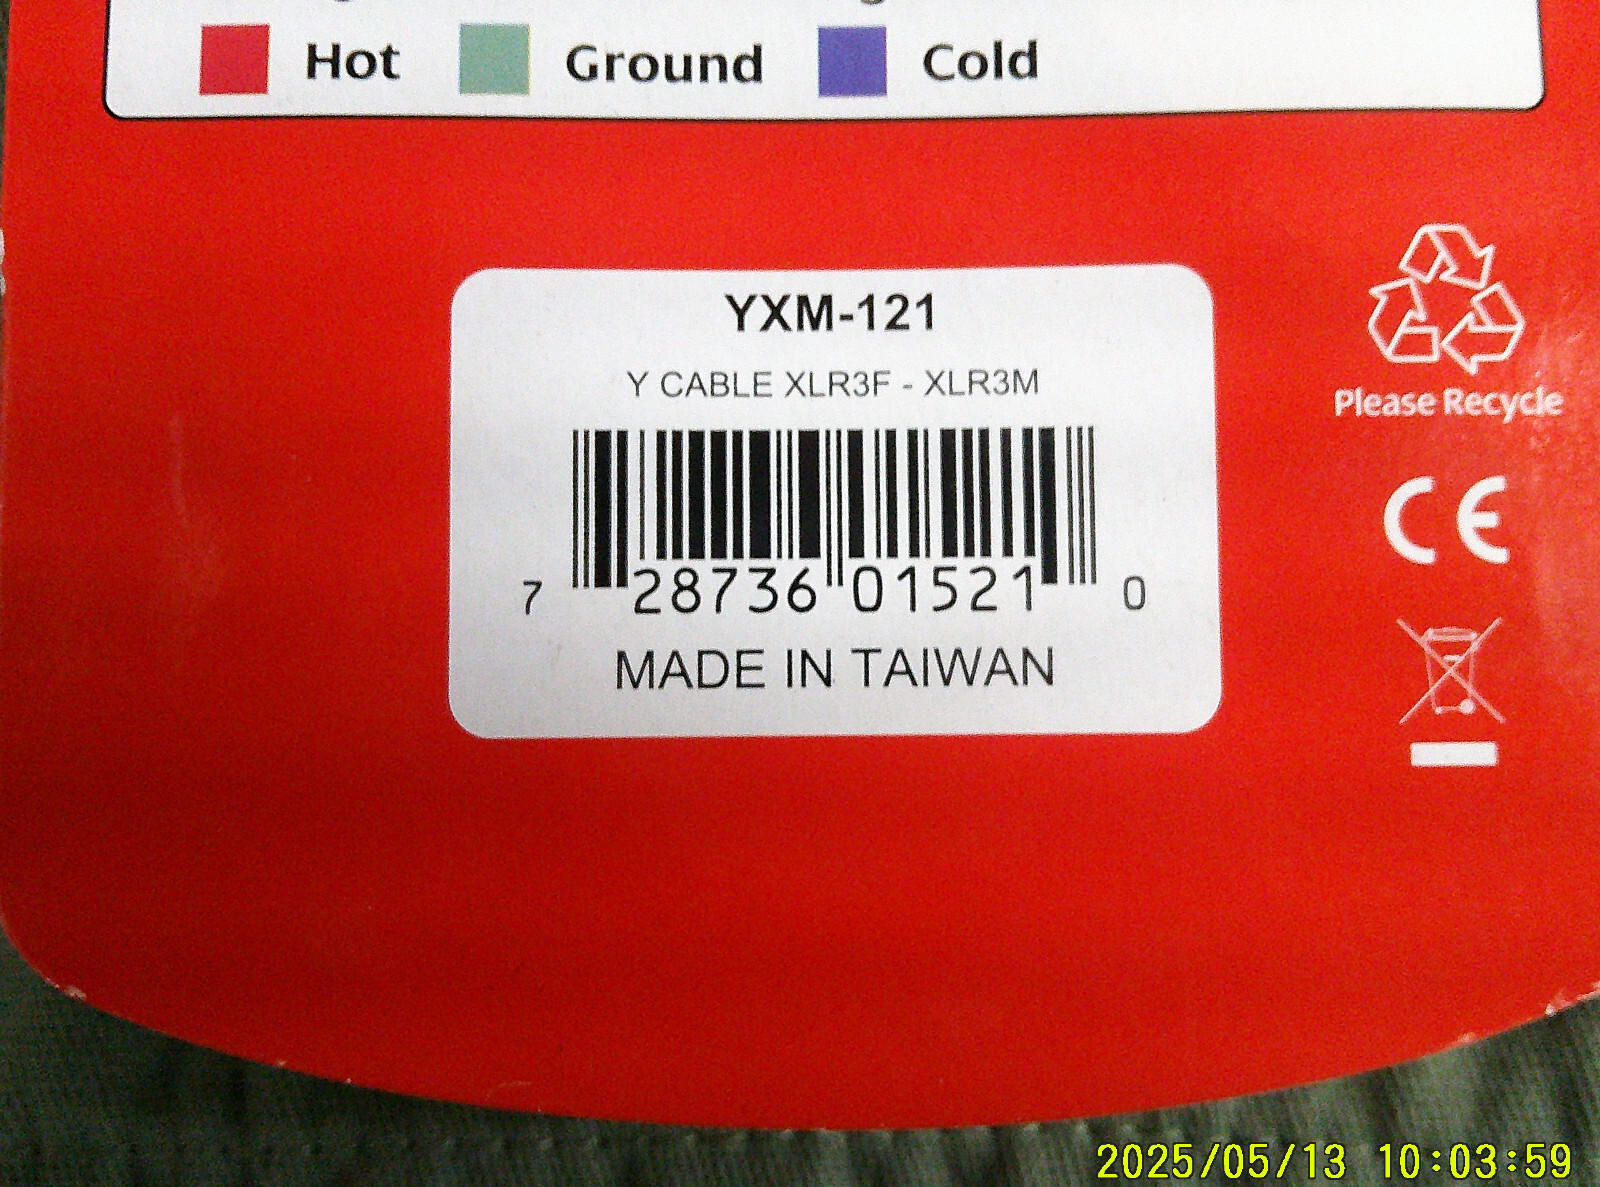 Hot Ground Cold
YXM-121
Y CABLE XLR3F - XLR3M
7 28736 01521 0
MADE IN TAIWAN
Please Recycle
CE
2025/05/13 10:03:59